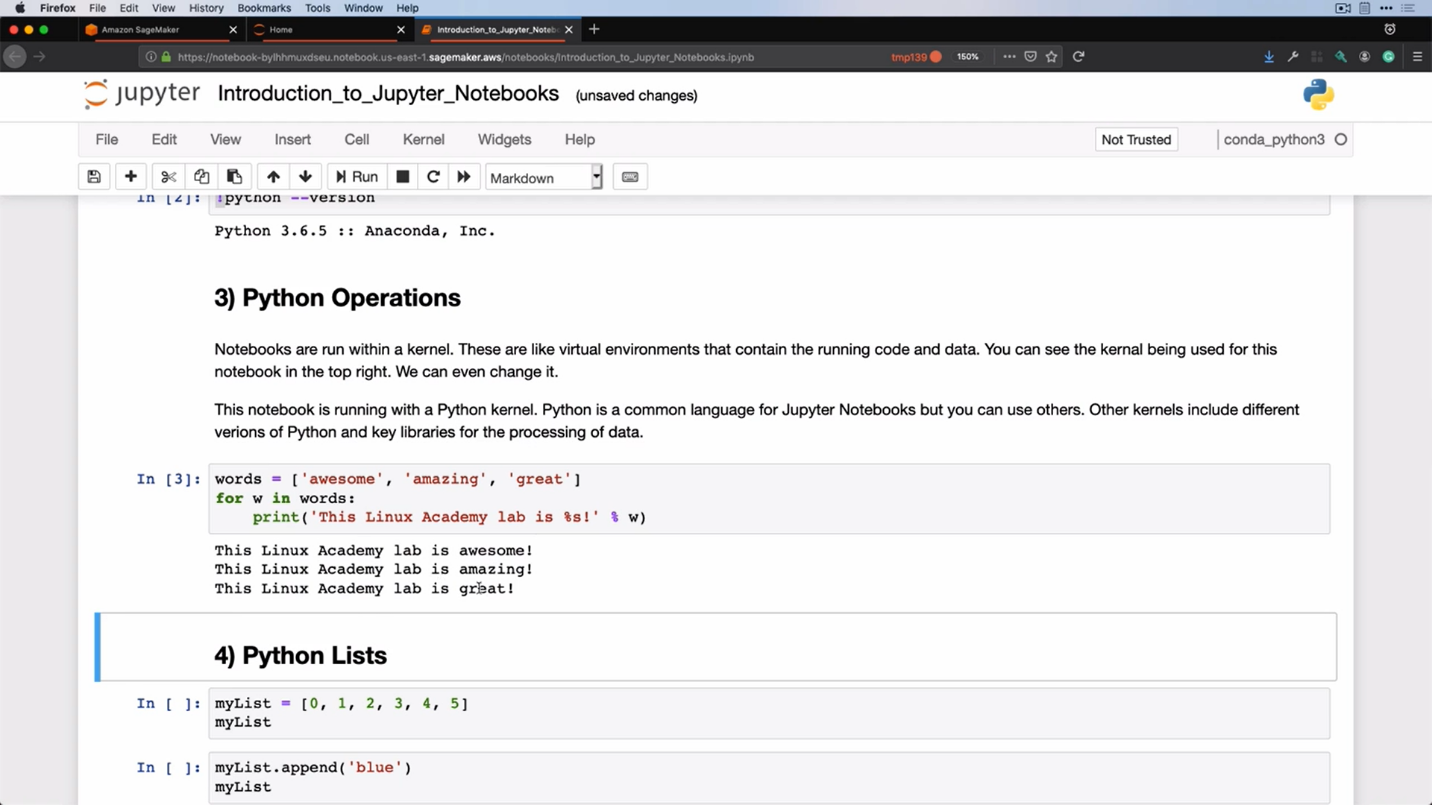 Firefox File Edit View History Bookmarks Tools Window Help
Amazon SageMaker Home Introduction_to_Jupyter_Noteb
https://notebook-bylhhmuxdseu.notebook.us-east-1.sagemaker.aws/notebooks/Introduction_to_Jupyter_Notebooks.ipynb tmp139 150%
jupyter Introduction_to_Jupyter_Notebooks (unsaved changes)
File Edit View Insert Cell Kernel Widgets Help Not Trusted conda_python3
Run Markdown
In [2]: !python --version
Python 3.6.5 :: Anaconda, Inc.
3) Python Operations
Notebooks are run within a kernel. These are like virtual environments that contain the running code and data. You can see the kernal being used for this
notebook in the top right. We can even change it.
This notebook is running with a Python kernel. Python is a common language for Jupyter Notebooks but you can use others. Other kernels include different
verions of Python and key libraries for the processing of data.
In [3]: words = ['awesome', 'amazing', 'great']
for w in words:
print('This Linux Academy lab is %s!' % w)
This Linux Academy lab is awesome!
This Linux Academy lab is amazing!
This Linux Academy lab is great!
4) Python Lists
In [ ]: myList = [0, 1, 2, 3, 4, 5]
myList
In [ ]: myList.append('blue')
myList